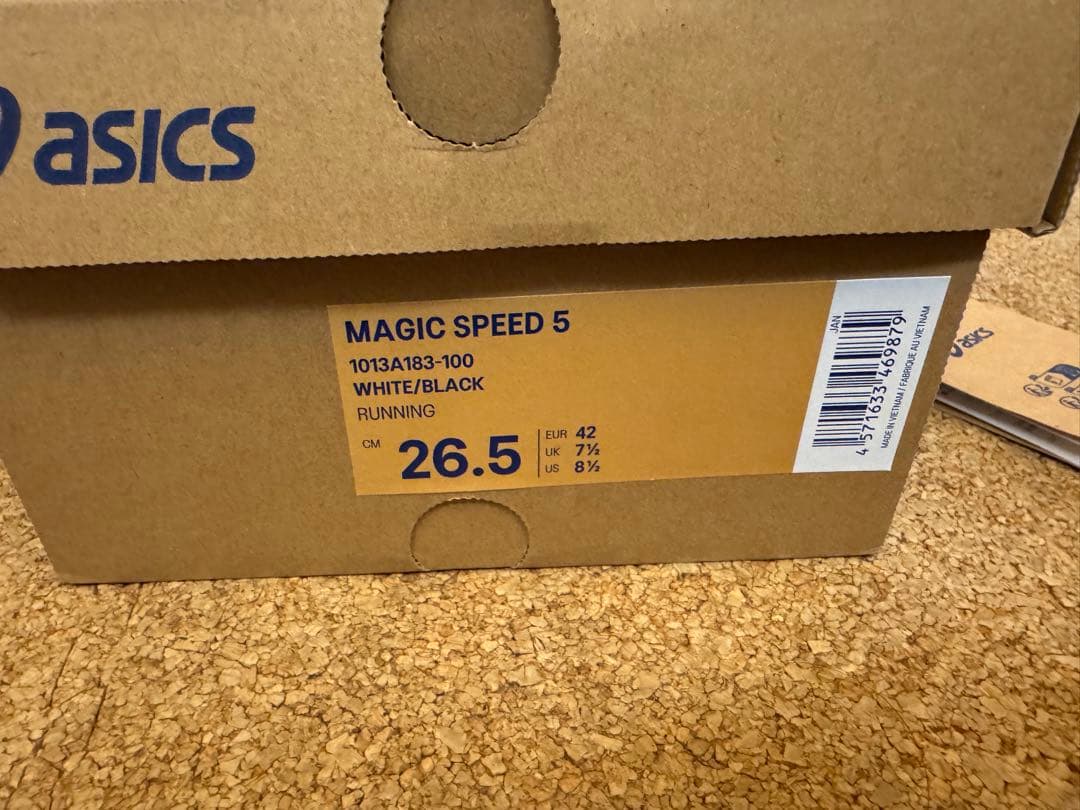 asics
MAGIC SPEED 5
1013A183-100
WHITE/BLACK
RUNNING
CM 26.5
EUR 42
UK 7½
US 8½
JAN
4 571633 469879
MADE IN VIETNAM / FABRIQUE AU VIETNAM
asics